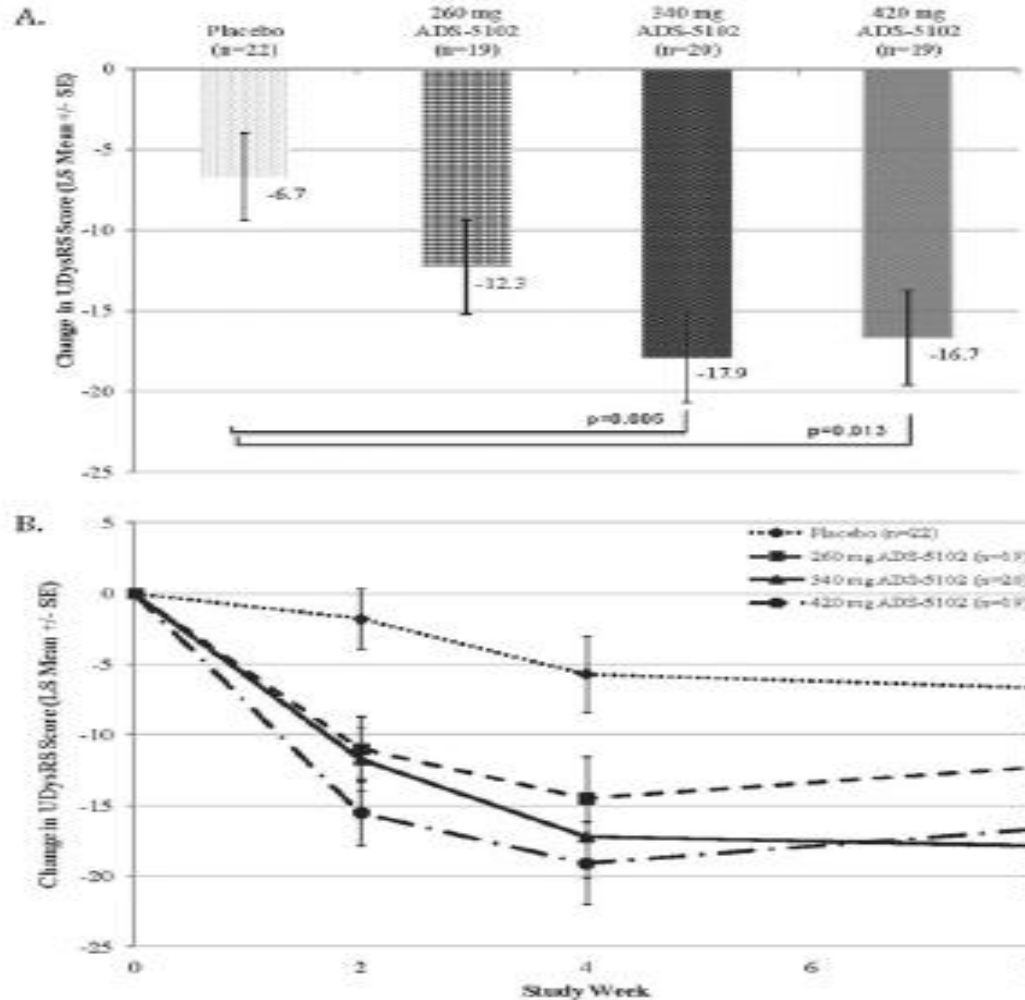 A.
Placebo
(n=22)
260 mg
ADS-5102
(n=19)
340 mg
ADS-5102
(n=20)
420 mg
ADS-5102
(n=19)
Change in UDysRS Score (LS Mean +/- SE)
0
-5
-10
-15
-20
-25
-6.7
-12.3
-17.9
-16.7
p=0.005
p=0.013
B.
Change in UDysRS Score (LS Mean +/- SE)
5
0
-5
-10
-15
-20
-25
Placebo (n=22)
260 mg ADS-5102 (n=19
340 mg ADS-5102 (n=20
420 mg ADS-5102 (n=19
0
2
4
6
Study Week